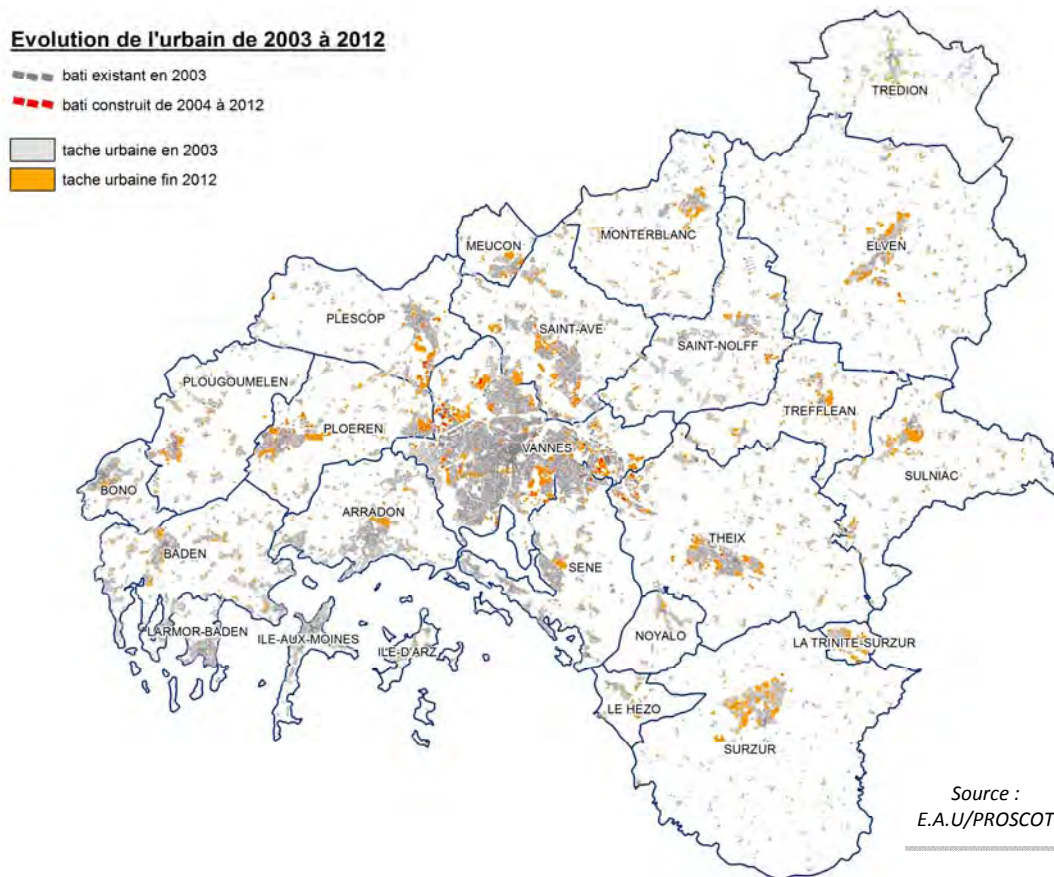 Evolution de l'urbain de 2003 à 2012
bati existant en 2003
bati construit de 2004 à 2012
tache urbaine en 2003
tache urbaine fin 2012
TREDION
MONTERBLANC
ELVEN
MEUCON
PLESCOP
SAINT-AVE
SAINT-NOLFF
PLOUGOUMELEN
TREFFLEAN
PLOEREN
VANNES
SULNIAC
BONO
ARRADON
THEIX
BADEN
SENE
LARMOR-BADEN
ILE-AUX-MOINES
NOYALO
LA TRINITE-SURZUR
ILE-D'ARZ
LE HEZO
SURZUR
Source :
E.A.U/PROSCOT